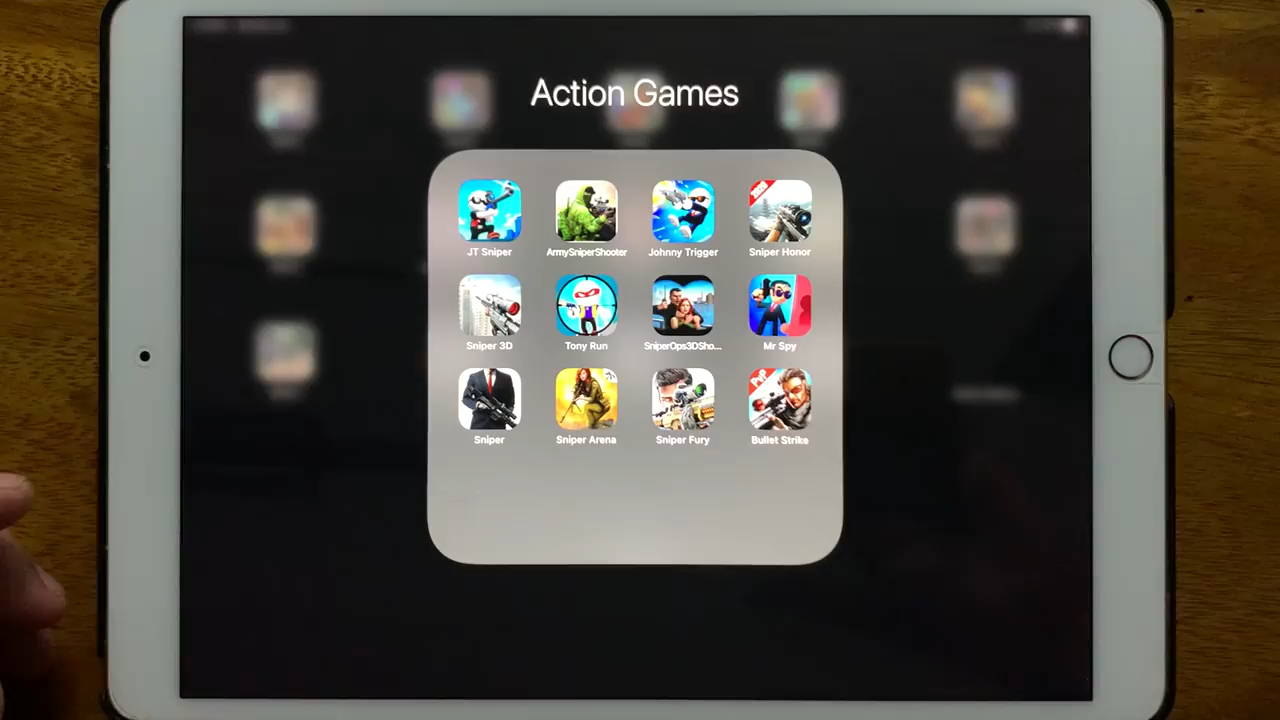 Action Games
JT Sniper
ArmySniperShooter
Johnny Trigger
Sniper Honor
Sniper 3D
Tony Run
SniperOps3DSho...
Mr Spy
Sniper
Sniper Arena
Sniper Fury
PvP
Bullet Strike